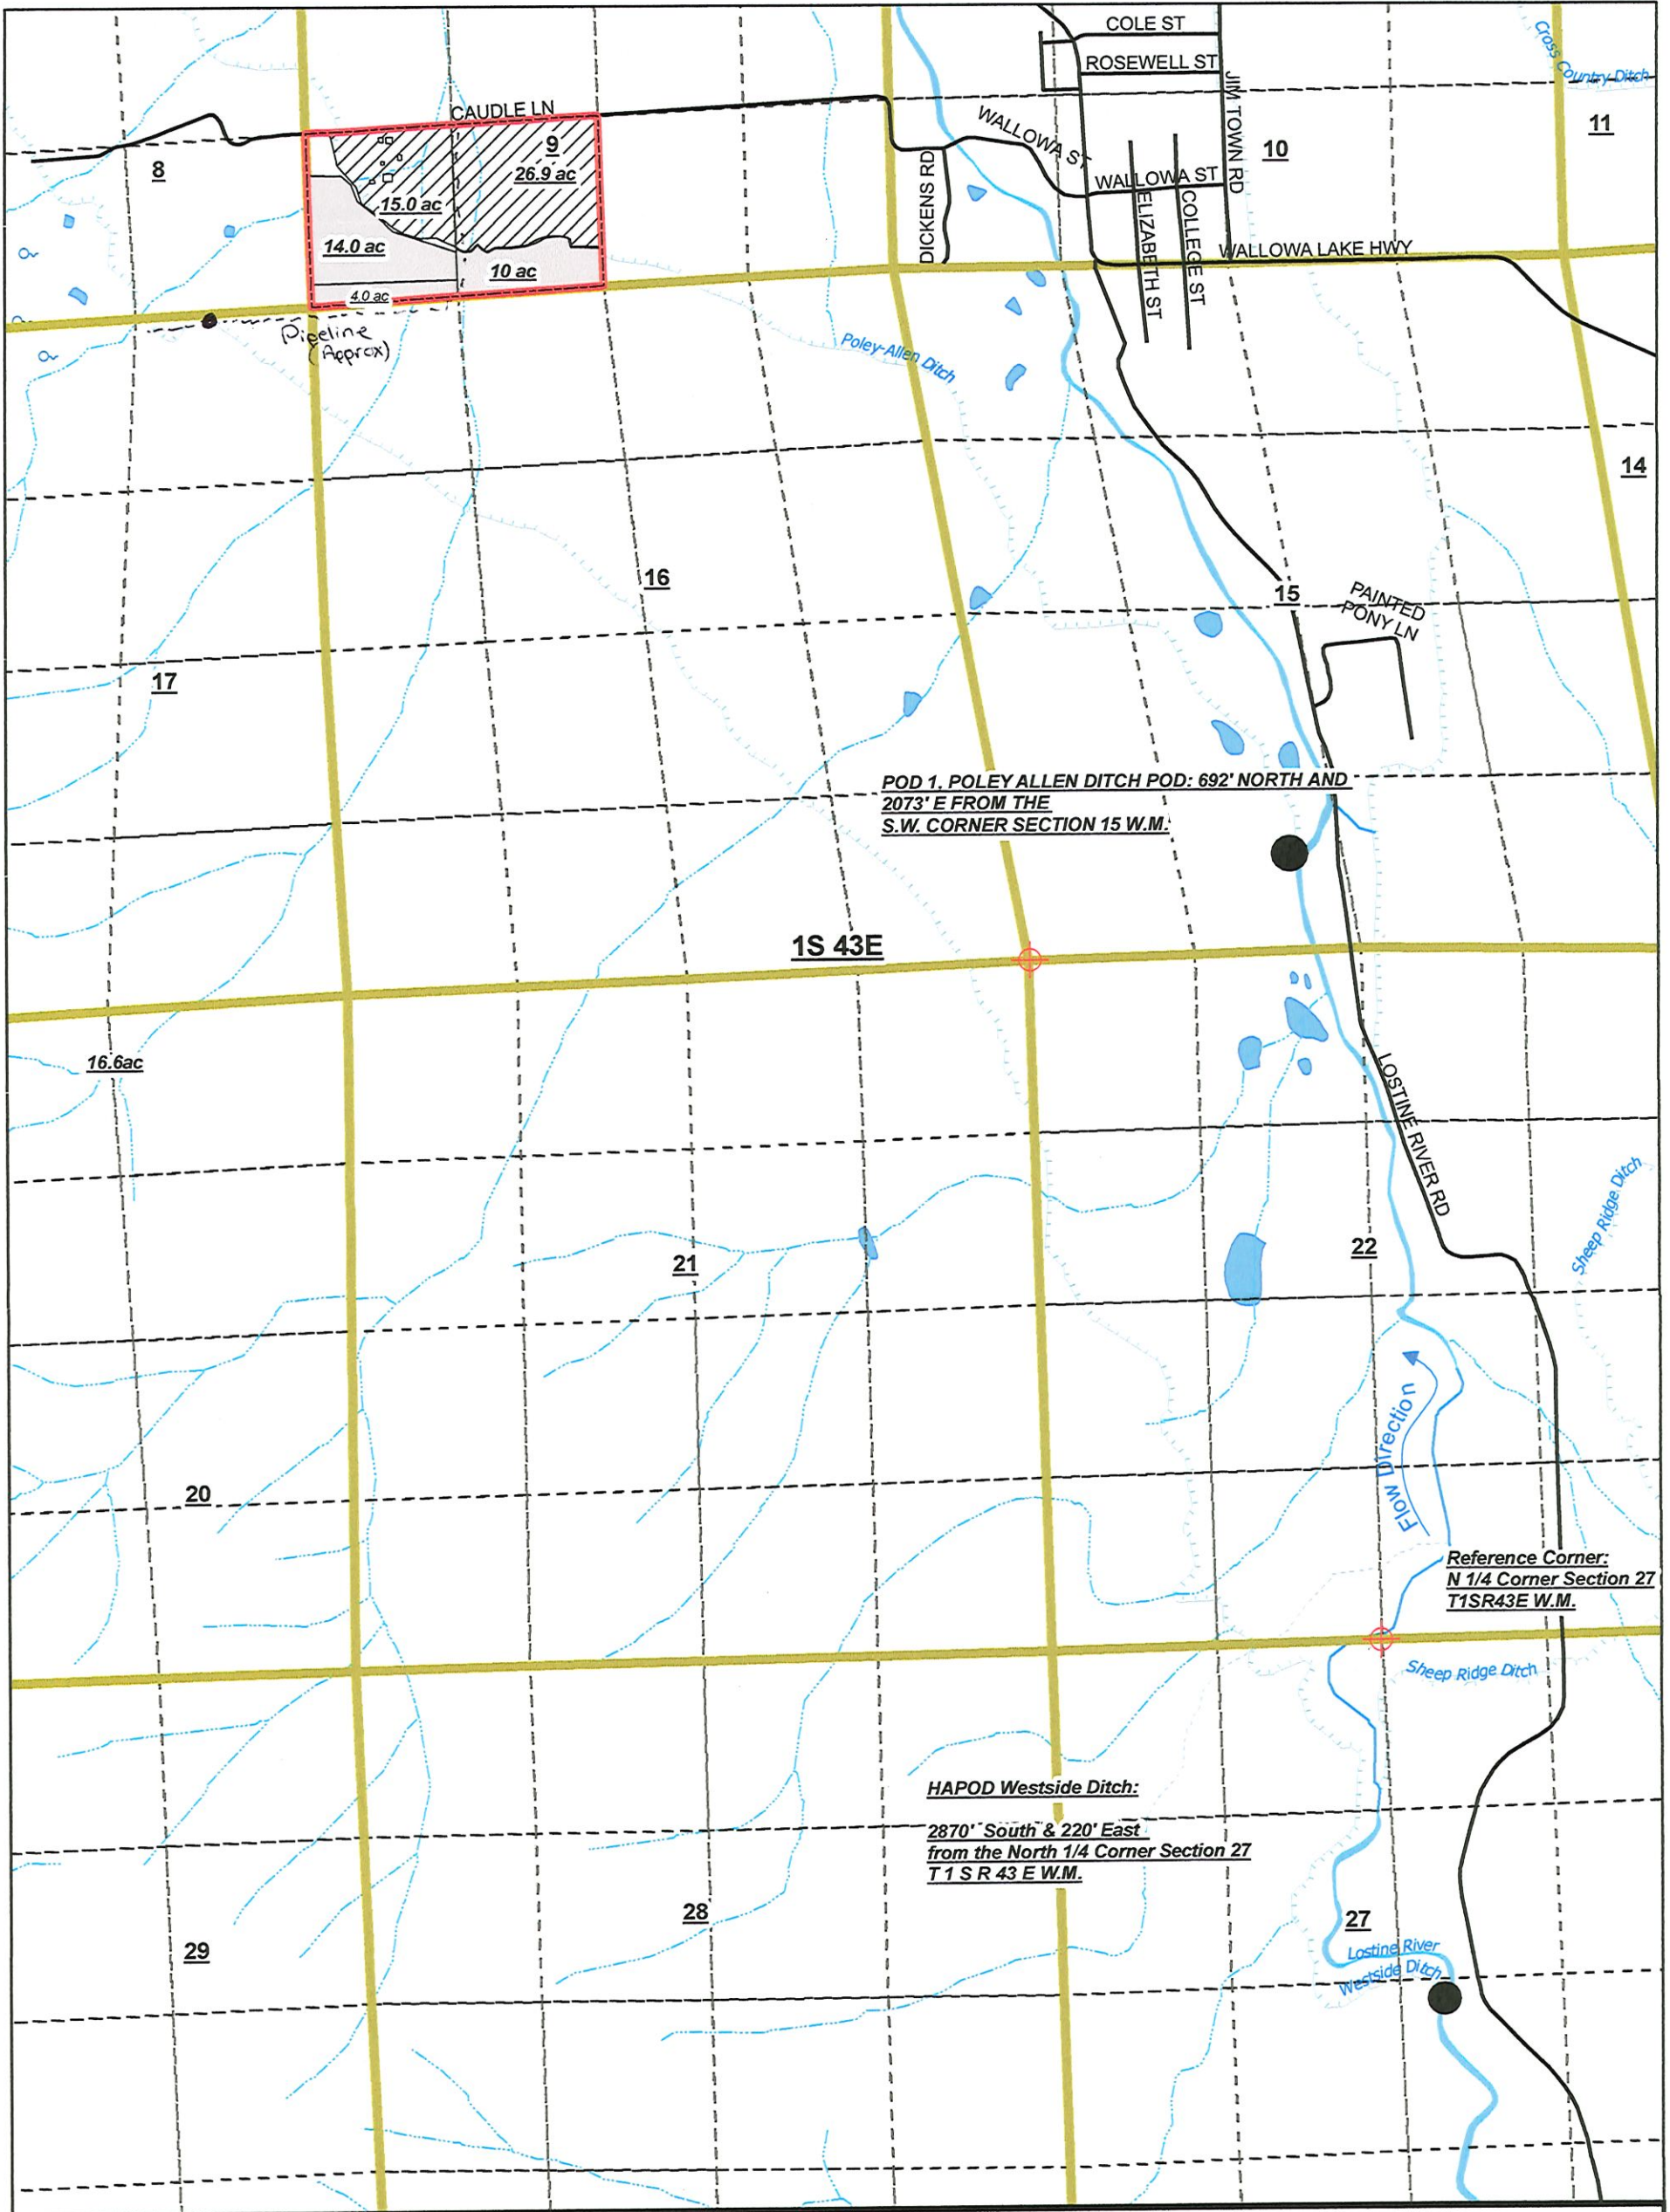 COLE ST
ROSEWELL ST
JIM TOWN RD
Cross Country Ditch
CAUDLE LN
WALLOWA ST
8
9
26.9 ac
15.0 ac
14.0 ac
10 ac
4.0 ac
10
11
DICKENS RD
WALLOWA ST
ELIZABETH ST
COLLEGE ST
WALLOWA LAKE HWY
Pipeline
(Approx)
Poley-Allen Ditch
14
16
15
PAINTED
PONY LN
17
POD 1. POLEY ALLEN DITCH POD: 692' NORTH AND
2073' E FROM THE
S.W. CORNER SECTION 15 W.M.
1S 43E
16.6ac
LOSTINE RIVER RD
Sheep Ridge Ditch
21
22
Flow Direction
20
Reference Corner:
N 1/4 Corner Section 27
T1SR43E W.M.
Sheep Ridge Ditch
HAPOD Westside Ditch:
2870' South & 220' East
from the North 1/4 Corner Section 27
T 1 S R 43 E W.M.
28
27
29
Lostine River
Westside Ditch